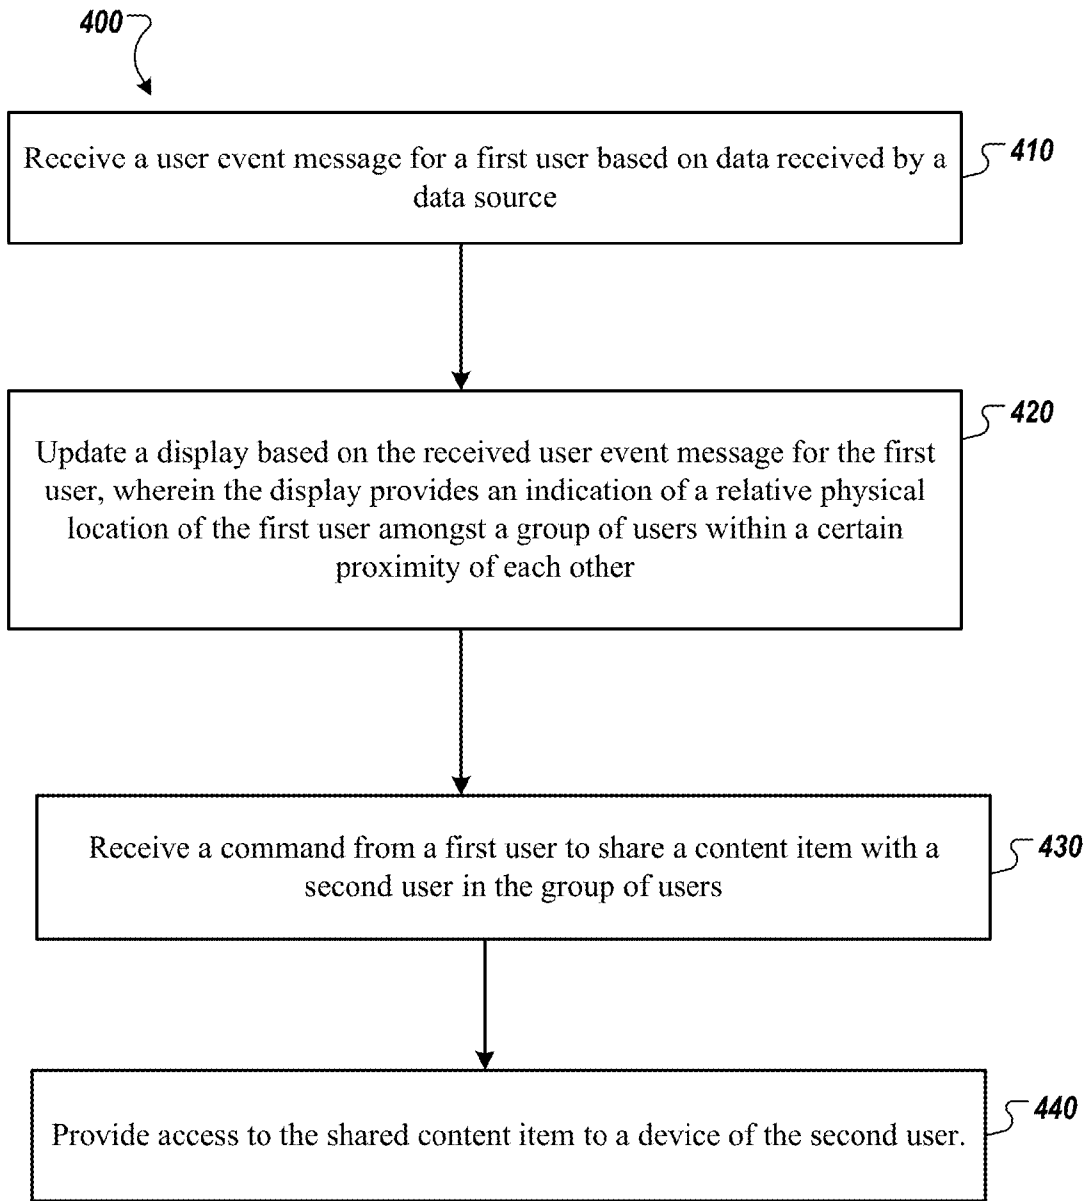 400
Receive a user event message for a first user based on data received by a
data source
410
Update a display based on the received user event message for the first
user, wherein the display provides an indication of a relative physical
location of the first user amongst a group of users within a certain
proximity of each other
420
Receive a command from a first user to share a content item with a
second user in the group of users
430
Provide access to the shared content item to a device of the second user.
440